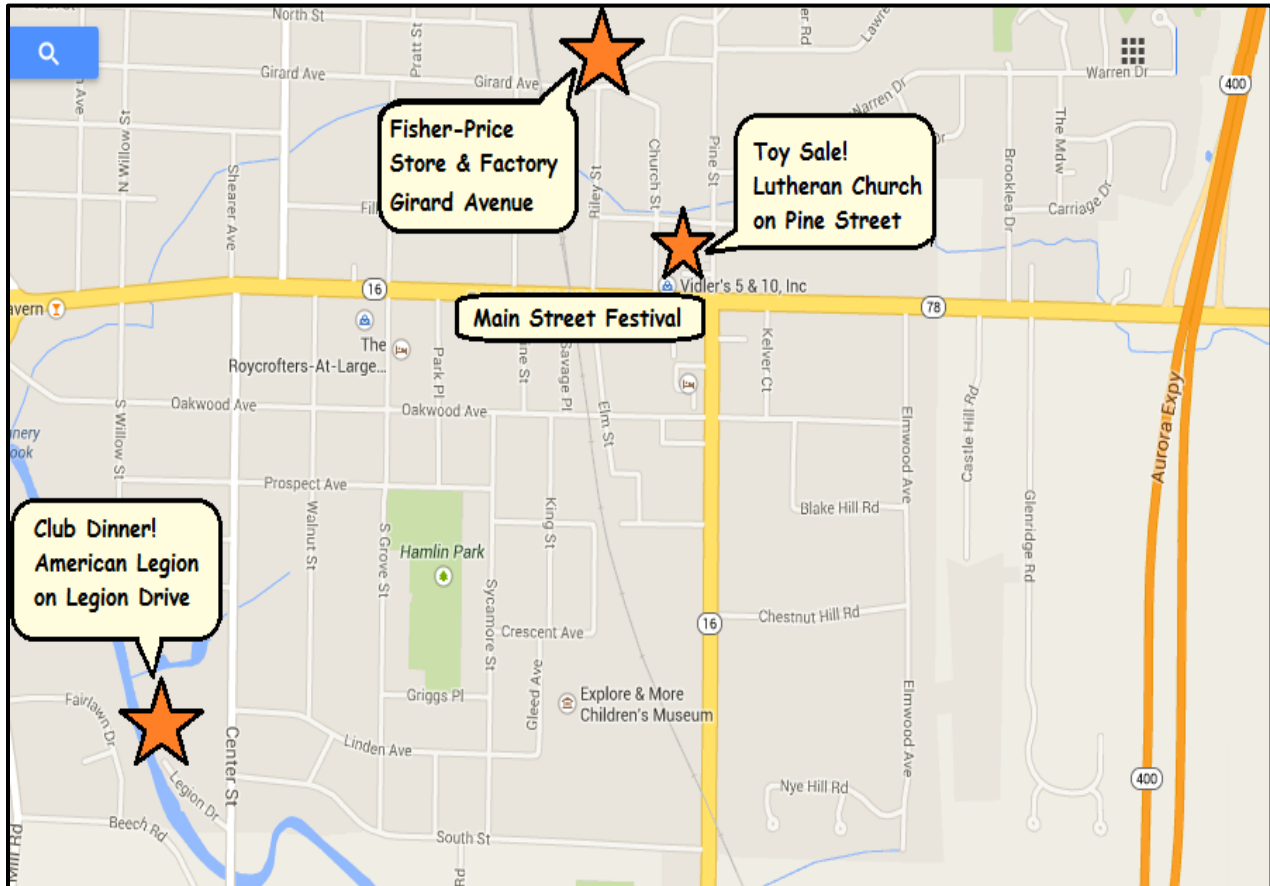 North St
Pratt St
Girard Ave
Girard Ave
Warren Dr
Warren Dr
400
N Willow St
Shearer Ave
Fisher-Price
Store & Factory
Girard Avenue
Riley St
Church St
Pine St
Toy Sale!
Lutheran Church
on Pine Street
The Mdw
Brooklea Dr
Carriage Dr
16
Vidler's 5 & 10, Inc
Main Street Festival
78
The
Roycrofters-At-Large...
Park Pl
Savage Pl
Elm St
Kelver Ct
Aurora Expy
Oakwood Ave
Oakwood Ave
S Willow St
Elmwood Ave
Castle Hill Rd
Glenridge Rd
Prospect Ave
Walnut St
S Grove St
King St
Blake Hill Rd
Club Dinner!
American Legion
on Legion Drive
Hamlin Park
Sycamore St
Crescent Ave
16
Chestnut Hill Rd
Fairlawn Dr
Griggs Pl
Gleed Ave
Explore & More
Children's Museum
Elmwood Ave
Center St
Linden Ave
Legion Dr
Nye Hill Rd
400
Beech Rd
South St
Mill Rd